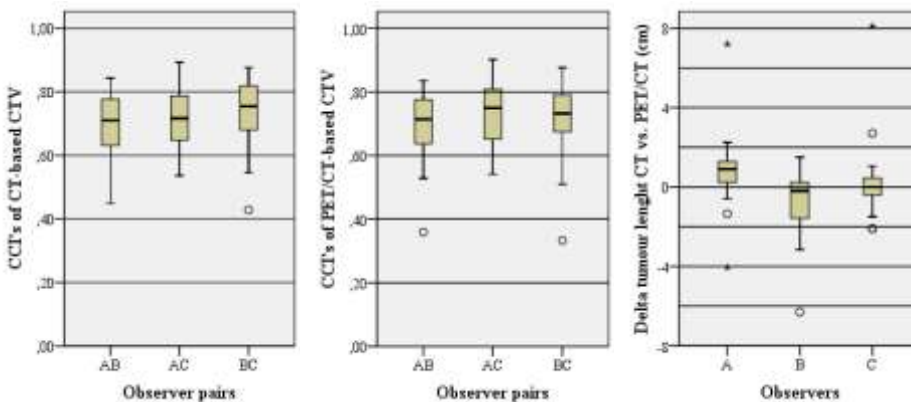 CCT's of CT-based CTV
1,00
,80
,60
,40
,20
,00
AB AC BC
Observer pairs
CCT's of PET/CT-based CTV
1,00
,80
,60
,40
,20
,00
AB AC BC
Observer pairs
Delta tumour lenght CT vs. PET/CT (cm)
8
4
0
-4
-8
A B C
Observers